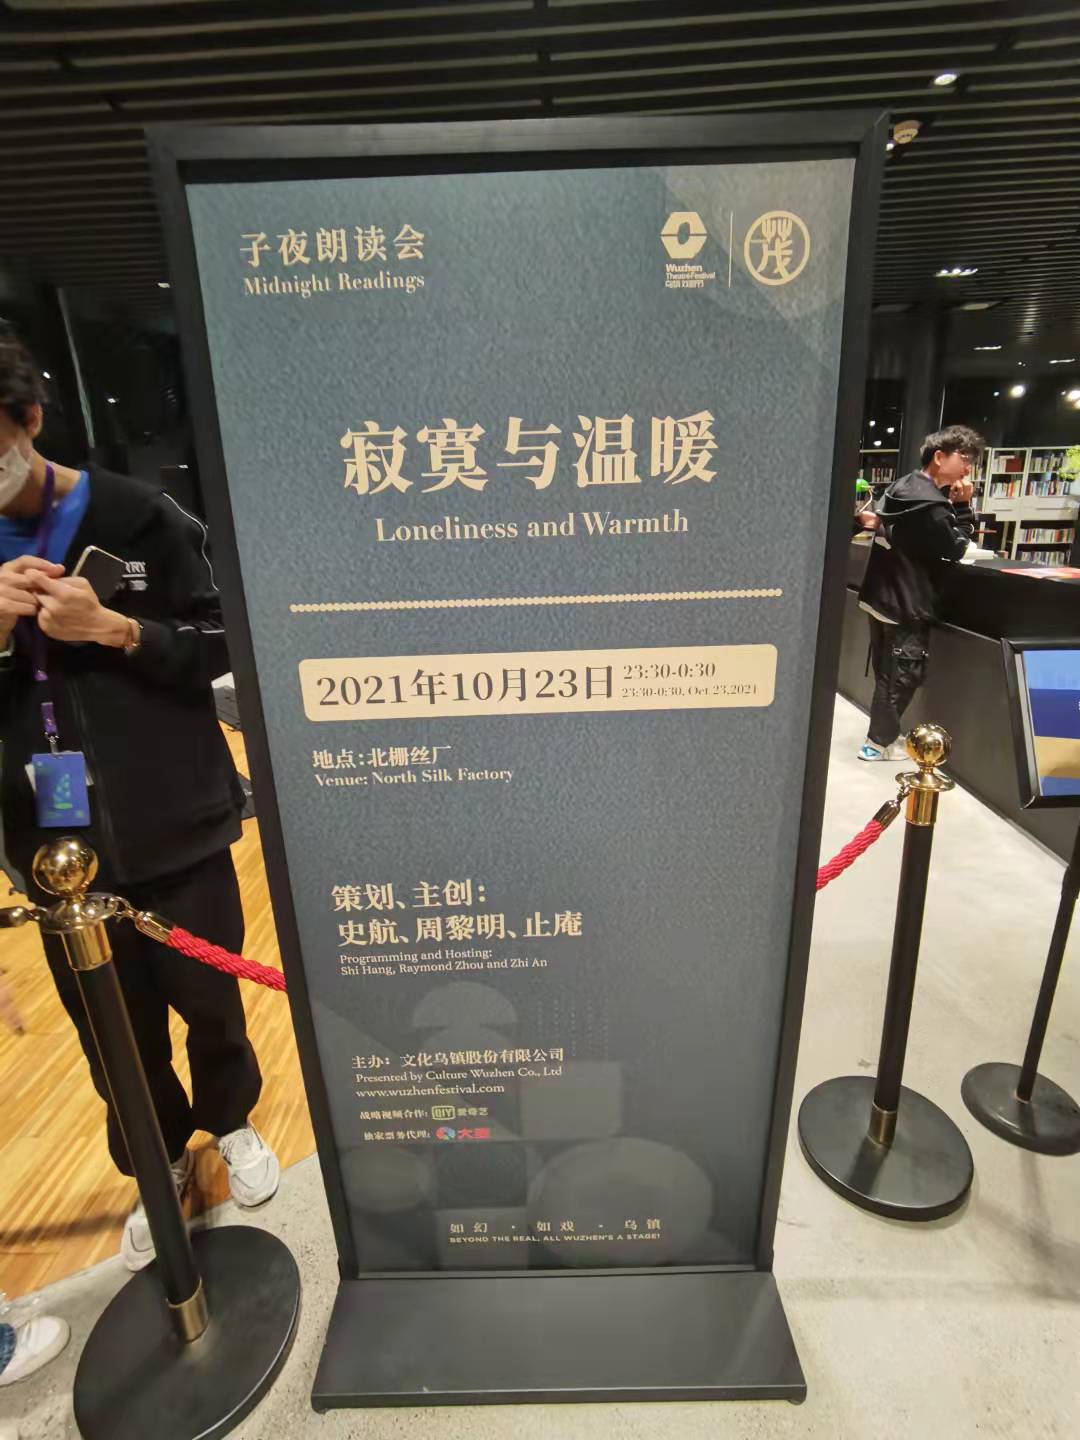 子夜朗读会
Midnight Readings
Wuzhen
Theatre Festival
乌镇戏剧节
茂
寂寞与温暖
Loneliness and Warmth
2021年10月23日 23:30-0:30
23:30-0:30, Oct 23,2021
地点:北栅丝厂
Venue: North Silk Factory
策划、主创:
史航、周黎明、止庵
Programming and Hosting:
Shi Hang, Raymond Zhou and Zhi An
主办: 文化乌镇股份有限公司
Presented by Culture Wuzhen Co., Ltd
www.wuzhenfestival.com
战略视频合作: iQIYI 爱奇艺
独家票务代理: 大麦
如幻·如戏·乌镇
BEYOND THE REAL, ALL WUZHEN'S A STAGE!